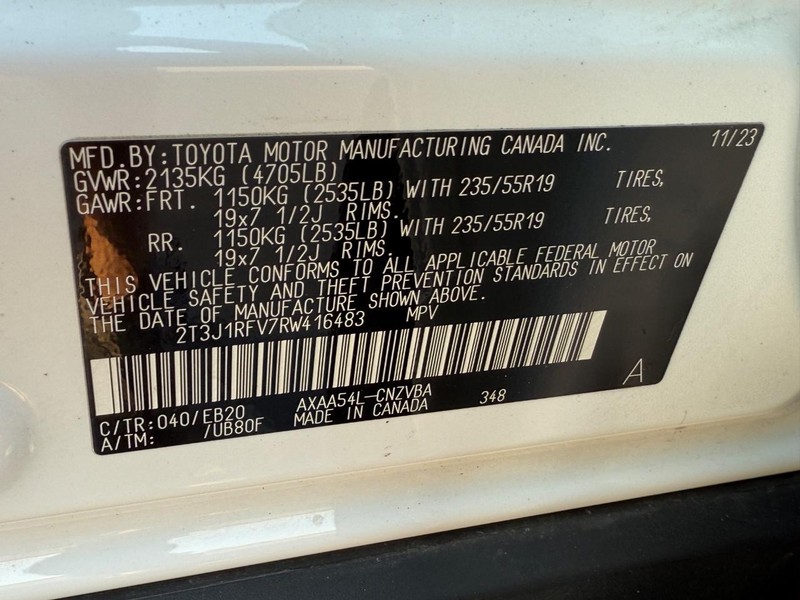 MFD.BY:TOYOTA MOTOR MANUFACTURING CANADA INC. 11/23
GVWR:2135KG (4705LB)
GAWR:FRT. 1150KG (2535LB) WITH 235/55R19 TIRES,
19x7 1/2J RIMS.
RR. 1150KG (2535LB) WITH 235/55R19 TIRES,
19x7 1/2J RIMS.
THIS VEHICLE CONFORMS TO ALL APPLICABLE FEDERAL MOTOR
VEHICLE SAFETY AND THEFT PREVENTION STANDARDS IN EFFECT ON
THE DATE OF MANUFACTURE SHOWN ABOVE.
2T3J1RFV7RW416483 MPV
A
C/TR:040/EB20 AXAA54L-CNZVBA 348
A/TM: /UB80F MADE IN CANADA